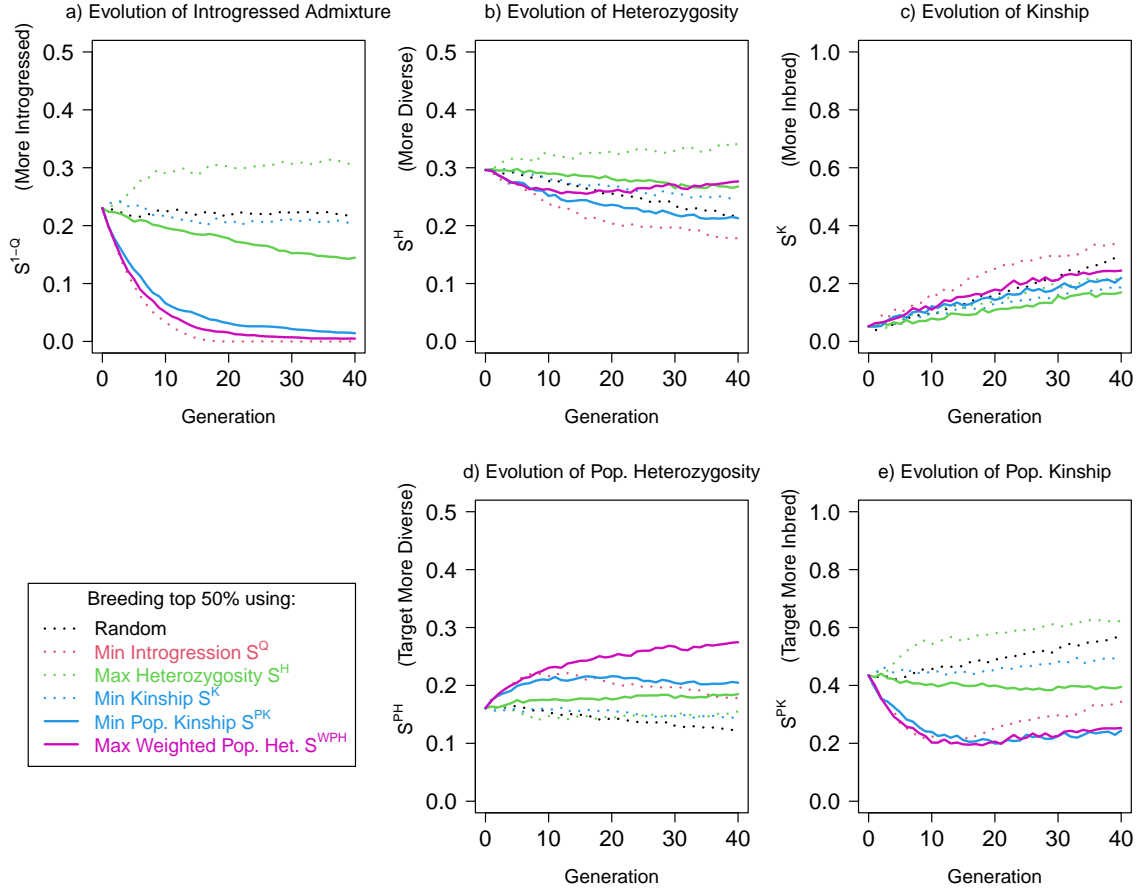 a) Evolution of Introgressed Admixture
b) Evolution of Heterozygosity
c) Evolution of Kinship
S^1−Q (More Introgressed)
0.5
0.4
0.3
0.2
0.1
0.0
0 10 20 30 40
Generation
S^H (More Diverse)
0.5
0.4
0.3
0.2
0.1
0.0
0 10 20 30 40
Generation
S^K (More Inbred)
1.0
0.8
0.6
0.4
0.2
0.0
0 10 20 30 40
Generation
d) Evolution of Pop. Heterozygosity
e) Evolution of Pop. Kinship
S^PH (Target More Diverse)
0.5
0.4
0.3
0.2
0.1
0.0
0 10 20 30 40
Generation
S^PK (Target More Inbred)
1.0
0.8
0.6
0.4
0.2
0.0
0 10 20 30 40
Generation
Breeding top 50% using:
Random
Min Introgression S^Q
Max Heterozygosity S^H
Min Kinship S^K
Min Pop. Kinship S^PK
Max Weighted Pop. Het. S^WPH